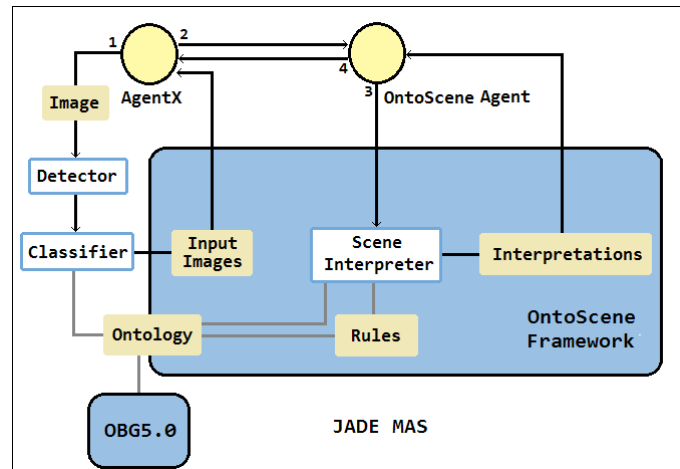 1
2
4
3
AgentX
OntoScene Agent
Image
Detector
Classifier
Input
Images
Scene
Interpreter
Interpretations
Ontology
Rules
OntoScene
Framework
OBG5.0
JADE MAS